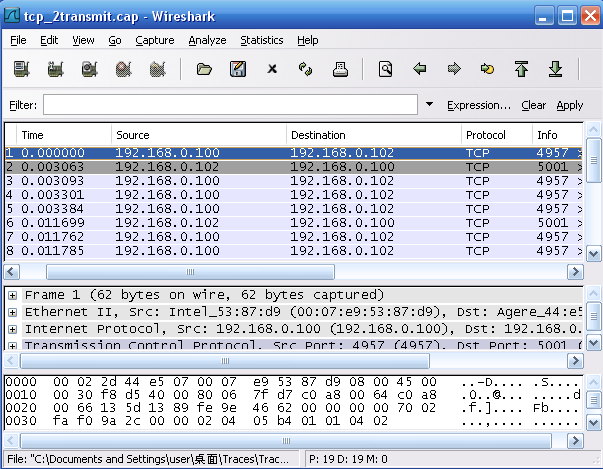 tcp_2transmit.cap - Wireshark
File Edit View Go Capture Analyze Statistics Help
Filter: Expression... Clear Apply
Time Source Destination Protocol Info
1 0.000000 192.168.0.100 192.168.0.102 TCP 4957 >
2 0.003063 192.168.0.102 192.168.0.100 TCP 5001 >
3 0.003093 192.168.0.100 192.168.0.102 TCP 4957 >
4 0.003301 192.168.0.100 192.168.0.102 TCP 4957 >
5 0.003384 192.168.0.100 192.168.0.102 TCP 4957 >
6 0.011699 192.168.0.102 192.168.0.100 TCP 5001 >
7 0.011762 192.168.0.100 192.168.0.102 TCP 4957 >
8 0.011785 192.168.0.100 192.168.0.102 TCP 4957 >
Frame 1 (62 bytes on wire, 62 bytes captured)
Ethernet II, Src: Intel_53:87:d9 (00:07:e9:53:87:d9), Dst: Agere_44:e5
Internet Protocol, Src: 192.168.0.100 (192.168.0.100), Dst: 192.168.0.
Transmission Control Protocol, Src Port: 4957 (4957), Dst Port: 5001 (
0000 00 02 2d 44 e5 07 00 07 e9 53 87 d9 08 00 45 00 ..-D.... .S....
0010 00 30 f8 d5 40 00 80 06 7f d7 c0 a8 00 64 c0 a8 .0..@... .....d
0020 00 66 13 5d 13 89 fe 9e 46 62 00 00 00 00 70 02 .f.].... Fb....
0030 fa f0 9a 2c 00 00 02 04 05 b4 01 01 04 02 ...,.... ......
File: "C:\Documents and Settings\user\桌面\Traces\Trac... P: 19 D: 19 M: 0